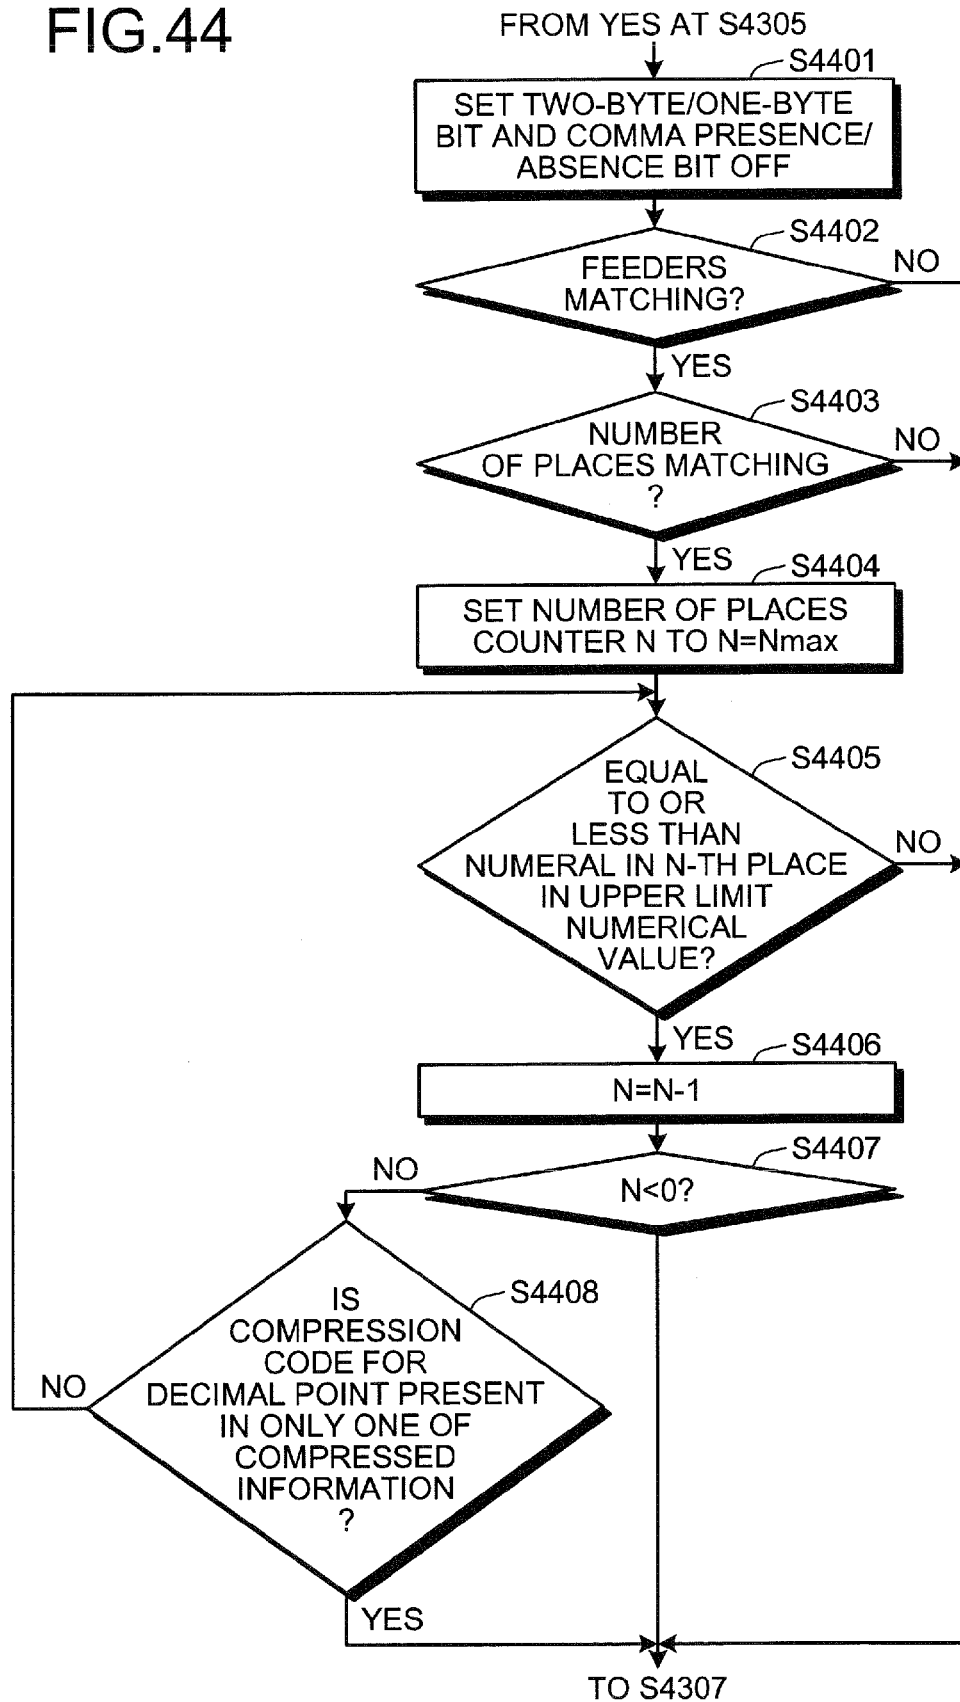 FIG.44
FROM YES AT S4305
S4401
SET TWO-BYTE/ONE-BYTE
BIT AND COMMA PRESENCE/
ABSENCE BIT OFF
S4402
FEEDERS
MATCHING?
NO
YES
S4403
NUMBER
OF PLACES MATCHING
?
NO
YES
S4404
SET NUMBER OF PLACES
COUNTER N TO N=Nmax
S4405
EQUAL
TO OR
LESS THAN
NUMERAL IN N-TH PLACE
IN UPPER LIMIT
NUMERICAL
VALUE?
NO
YES
S4406
N=N-1
S4407
N<0?
NO
S4408
IS
COMPRESSION
CODE FOR
DECIMAL POINT PRESENT
IN ONLY ONE OF
COMPRESSED
INFORMATION
?
NO
YES
TO S4307